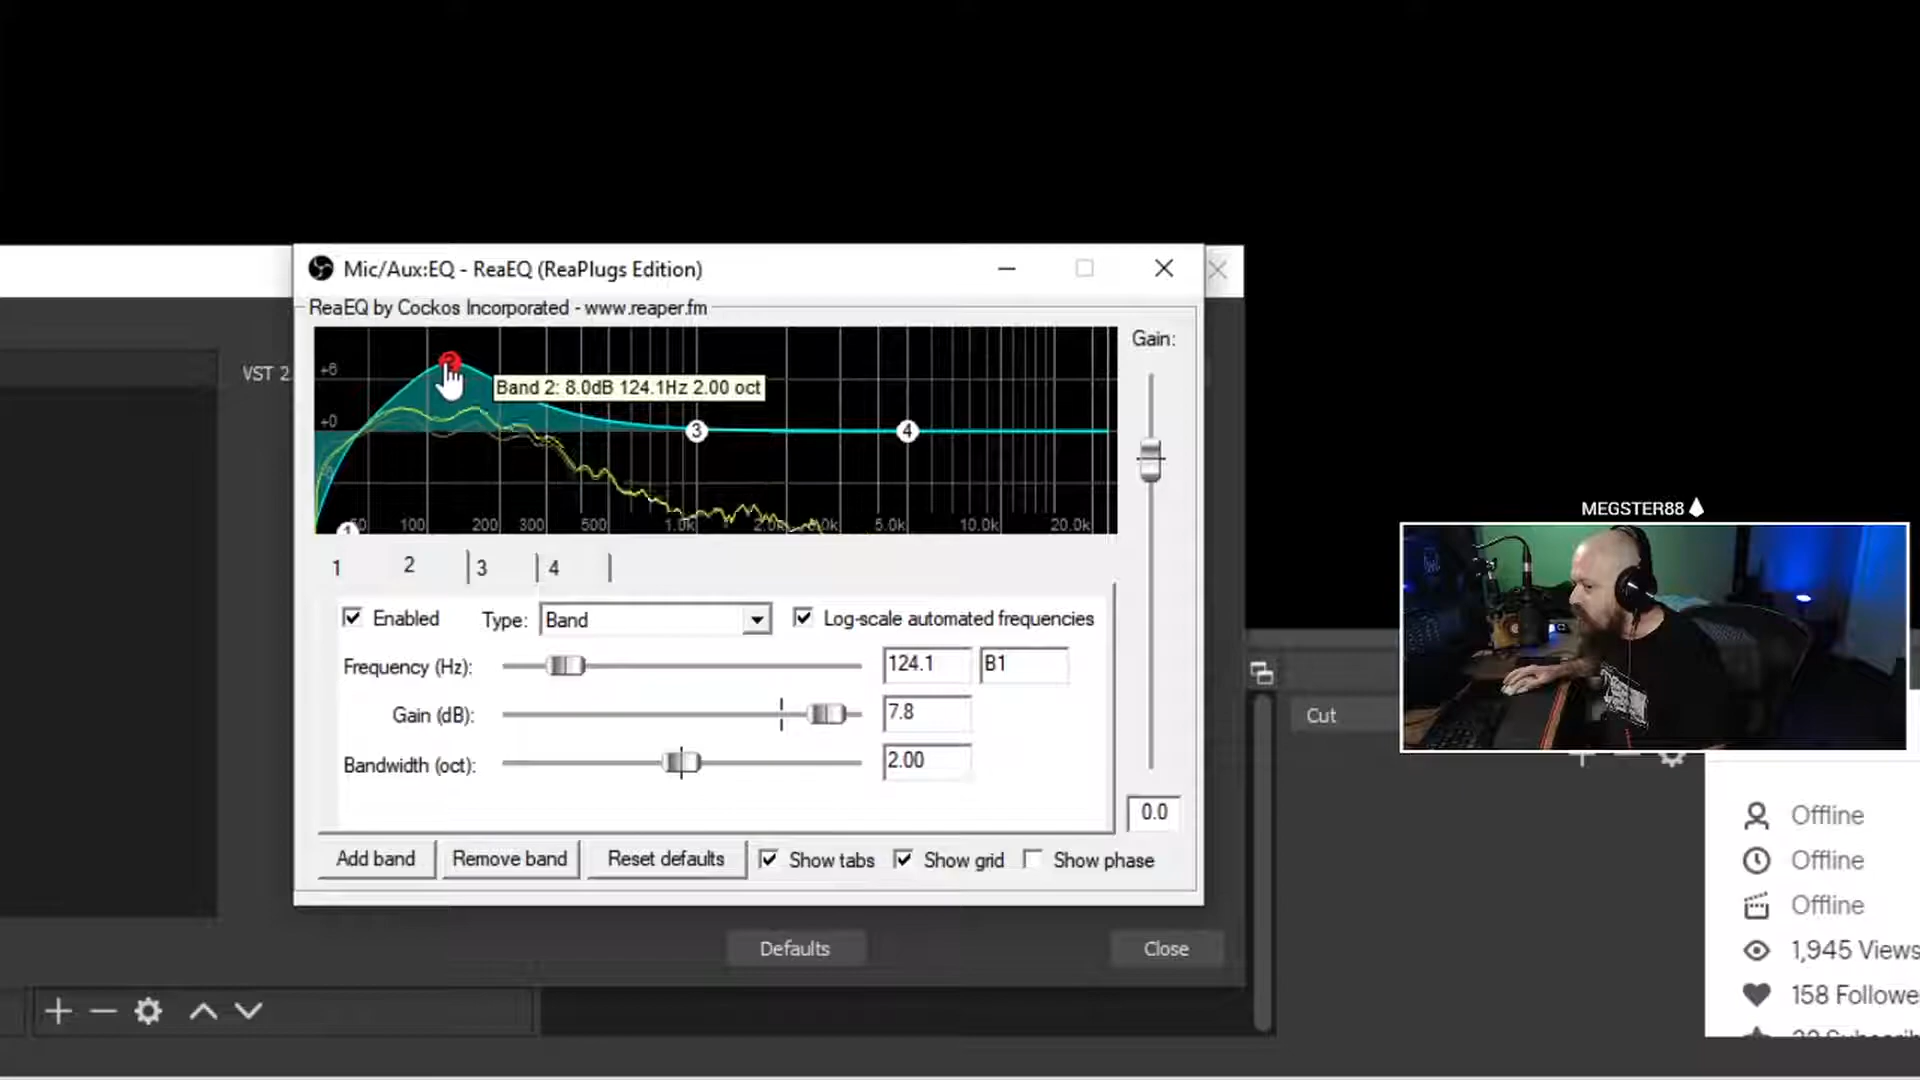 Mic/Aux:EQ - ReaEQ (ReaPlugs Edition)
ReaEQ by Cockos Incorporated - www.reaper.fm
Gain:
VST 2
+6
Band 2: 8.0dB 124.1Hz 2.00 oct
+0
3
4
100
200
300
500
1.0k
5.0k
10.0k
20.0k
1
2
3
4
Enabled
Type:
Band
Log-scale automated frequencies
Frequency (Hz):
124.1
B1
Gain (dB):
7.8
Bandwidth (oct):
2.00
0.0
Add band
Remove band
Reset defaults
Show tabs
Show grid
Show phase
Defaults
Close
MEGSTER88
Cut
Offline
Offline
Offline
1,945 Views
158 Followe